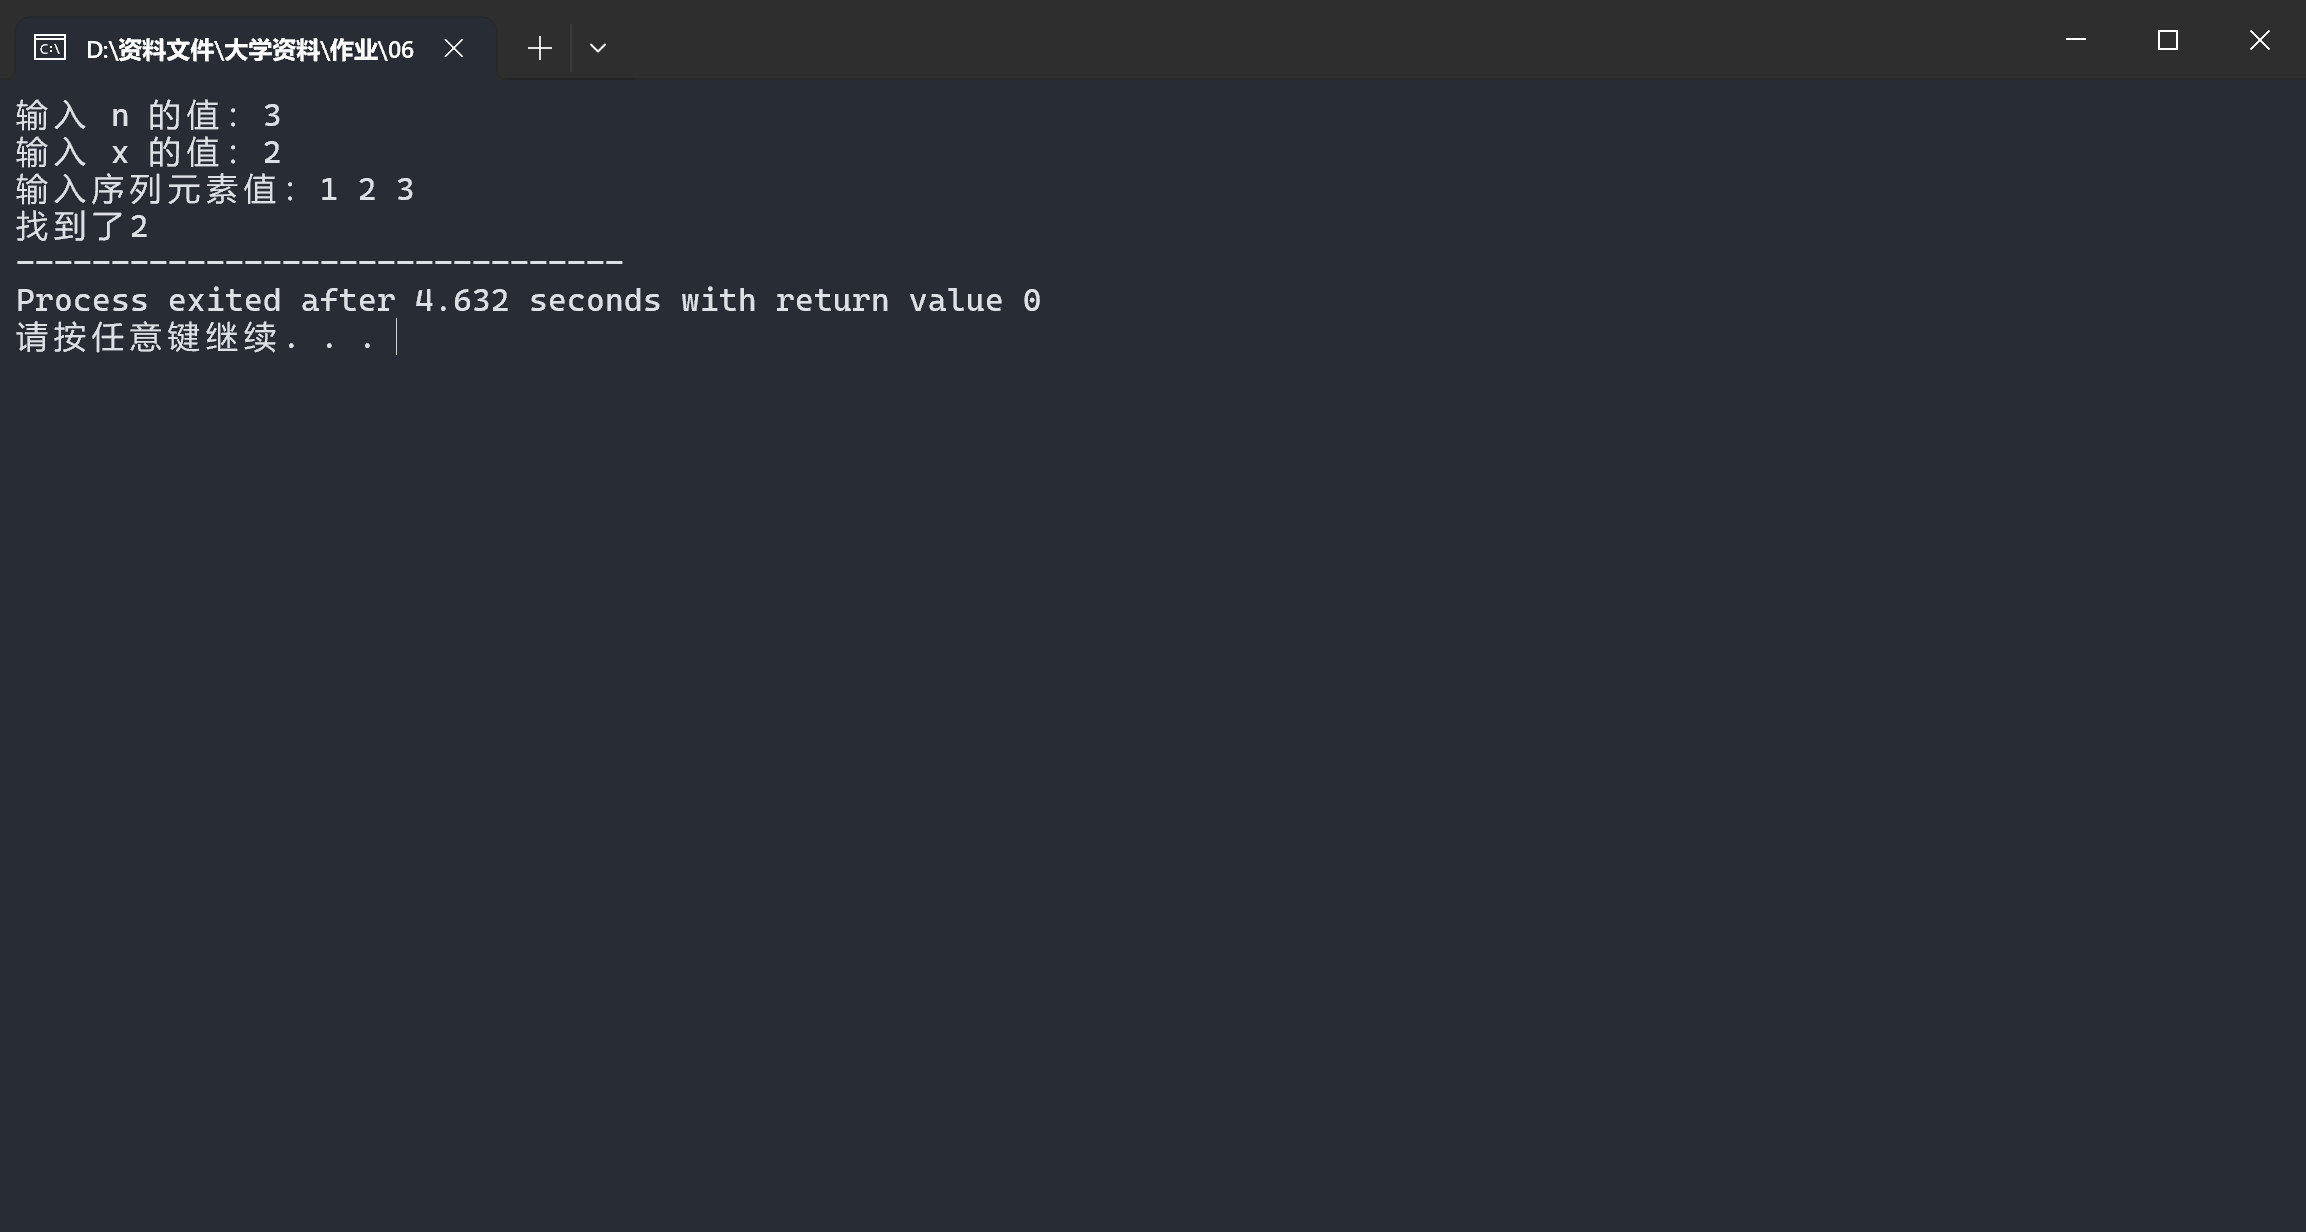 D:\资料文件\大学资料\作业\06
输入 n 的值: 3
输入 x 的值: 2
输入序列元素值: 1 2 3
找到了2
--------------------------------
Process exited after 4.632 seconds with return value 0
请按任意键继续. . .